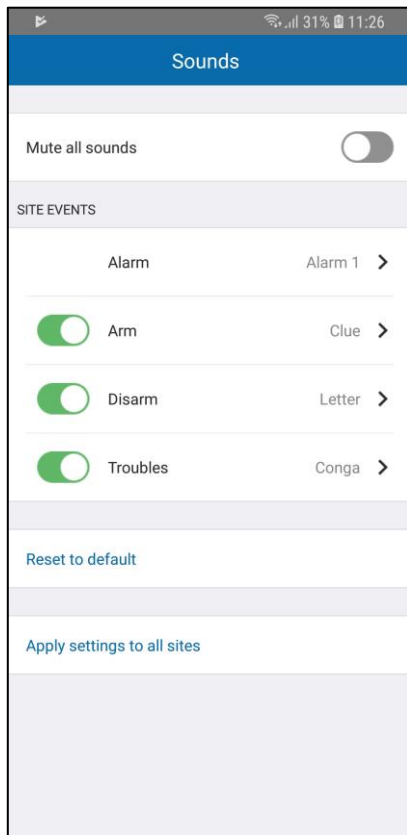 31% 11:26
Sounds
Mute all sounds
SITE EVENTS
Alarm Alarm 1
Arm Clue
Disarm Letter
Troubles Conga
Reset to default
Apply settings to all sites